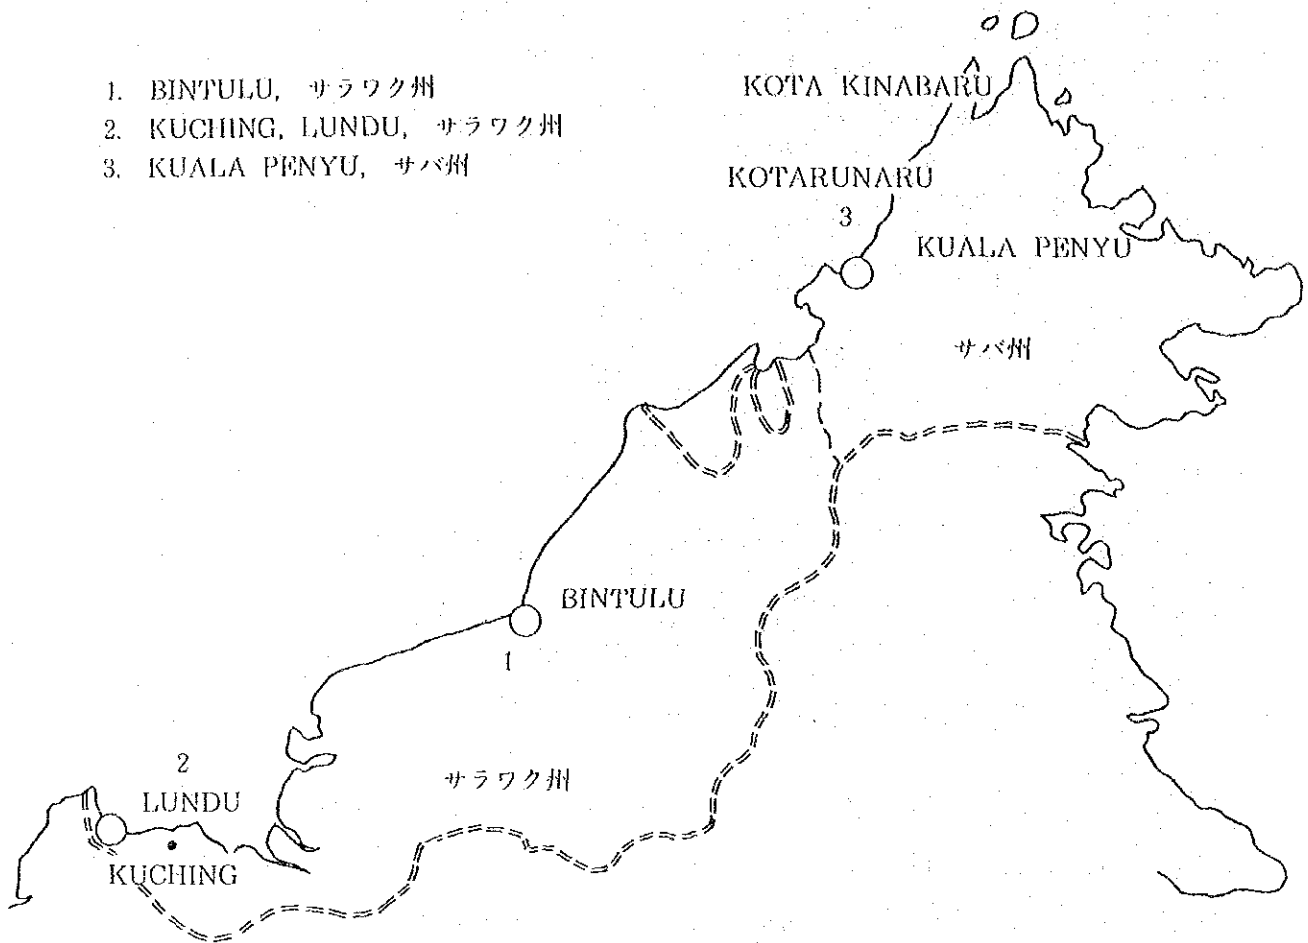 1. BINTULU, サラワク州
2. KUCHING, LUNDU, サラワク州
3. KUALA PENYU, サバ州
KOTA KINABARU
KOTARUNARU
3
KUALA PENYU
サバ州
BINTULU
1
サラワク州
2
LUNDU
KUCHING